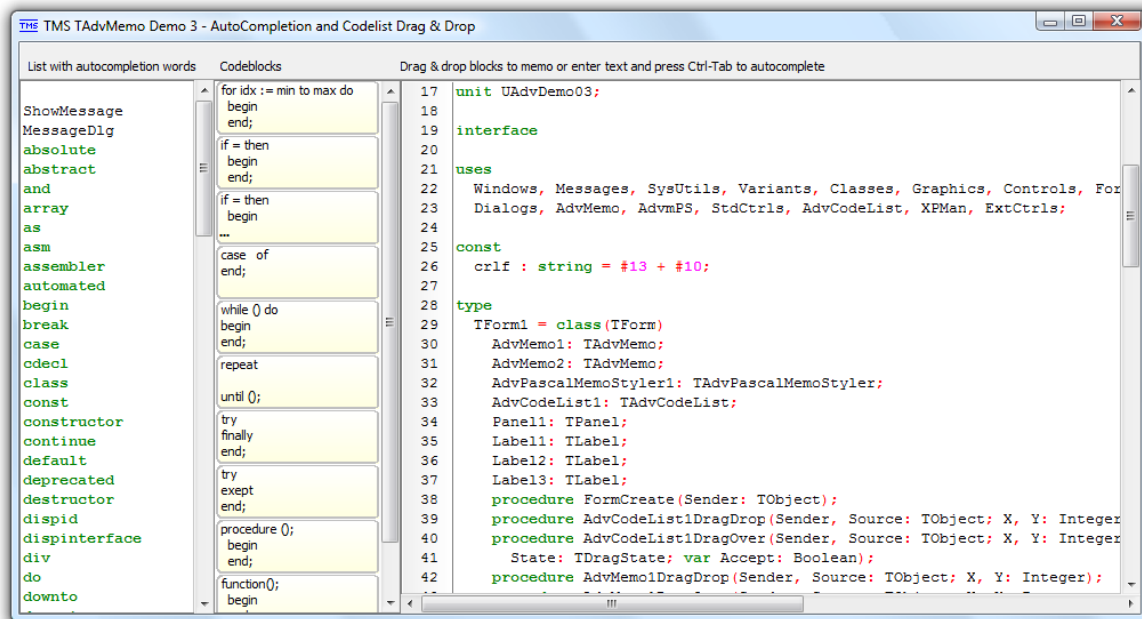 TMS TMS TAdvMemo Demo 3 - AutoCompletion and Codelist Drag & Drop
List with autocompletion words
Codeblocks
Drag & drop blocks to memo or enter text and press Ctrl-Tab to autocomplete
ShowMessage
MessageDlg
absolute
abstract
and
array
as
asm
assembler
automated
begin
break
case
cdecl
class
const
constructor
continue
default
deprecated
destructor
dispid
dispinterface
div
do
downto
for idx := min to max do
begin
end;
if = then
begin
end;
if = then
begin
...
case  of
end;
while () do
begin
end;
repeat
until ();
try
finally
end;
try
exept
end;
procedure ();
begin
end;
function();
begin
17 unit UAdvDemo03;
18
19 interface
20
21 uses
22 Windows, Messages, SysUtils, Variants, Classes, Graphics, Controls, For
23 Dialogs, AdvMemo, AdvmPS, StdCtrls, AdvCodeList, XPMan, ExtCtrls;
24
25 const
26 crlf : string = #13 + #10;
27
28 type
29 TForm1 = class(TForm)
30 AdvMemo1: TAdvMemo;
31 AdvMemo2: TAdvMemo;
32 AdvPascalMemoStyler1: TAdvPascalMemoStyler;
33 AdvCodeList1: TAdvCodeList;
34 Panel1: TPanel;
35 Label1: TLabel;
36 Label2: TLabel;
37 Label3: TLabel;
38 procedure FormCreate(Sender: TObject);
39 procedure AdvCodeList1DragDrop(Sender, Source: TObject; X, Y: Integer
40 procedure AdvCodeList1DragOver(Sender, Source: TObject; X, Y: Integer
41 State: TDragState; var Accept: Boolean);
42 procedure AdvMemo1DragDrop(Sender, Source: TObject; X, Y: Integer);